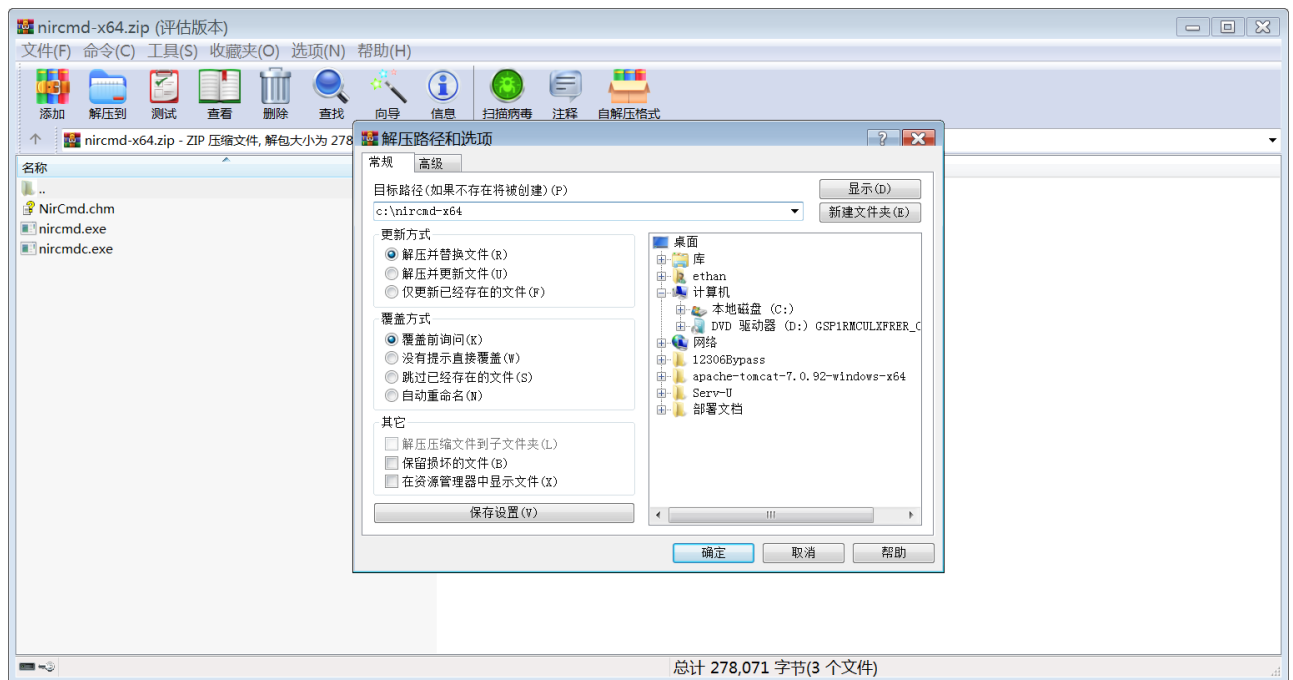 nircmd-x64.zip (评估版本)
文件(F) 命令(C) 工具(S) 收藏夹(O) 选项(N) 帮助(H)
添加 解压到 测试 查看 删除 查找 向导 信息 扫描病毒 注释 自解压格式
nircmd-x64.zip - ZIP 压缩文件, 解包大小为 278
名称
..
NirCmd.chm
nircmd.exe
nircmdc.exe
解压路径和选项
常规 高级
目标路径(如果不存在将被创建)(P)
显示(D)
c:\nircmd-x64
新建文件夹(E)
更新方式
解压并替换文件(R)
解压并更新文件(U)
仅更新已经存在的文件(F)
覆盖方式
覆盖前询问(K)
没有提示直接覆盖(W)
跳过已经存在的文件(S)
自动重命名(N)
其它
解压压缩文件到子文件夹(L)
保留损坏的文件(B)
在资源管理器中显示文件(X)
保存设置(V)
桌面
库
ethan
计算机
本地磁盘 (C:)
DVD 驱动器 (D:) GSP1RMCULXFRER_C
网络
12306Bypass
apache-tomcat-7.0.92-windows-x64
Serv-U
部署文档
确定 取消 帮助
总计 278,071 字节(3 个文件)